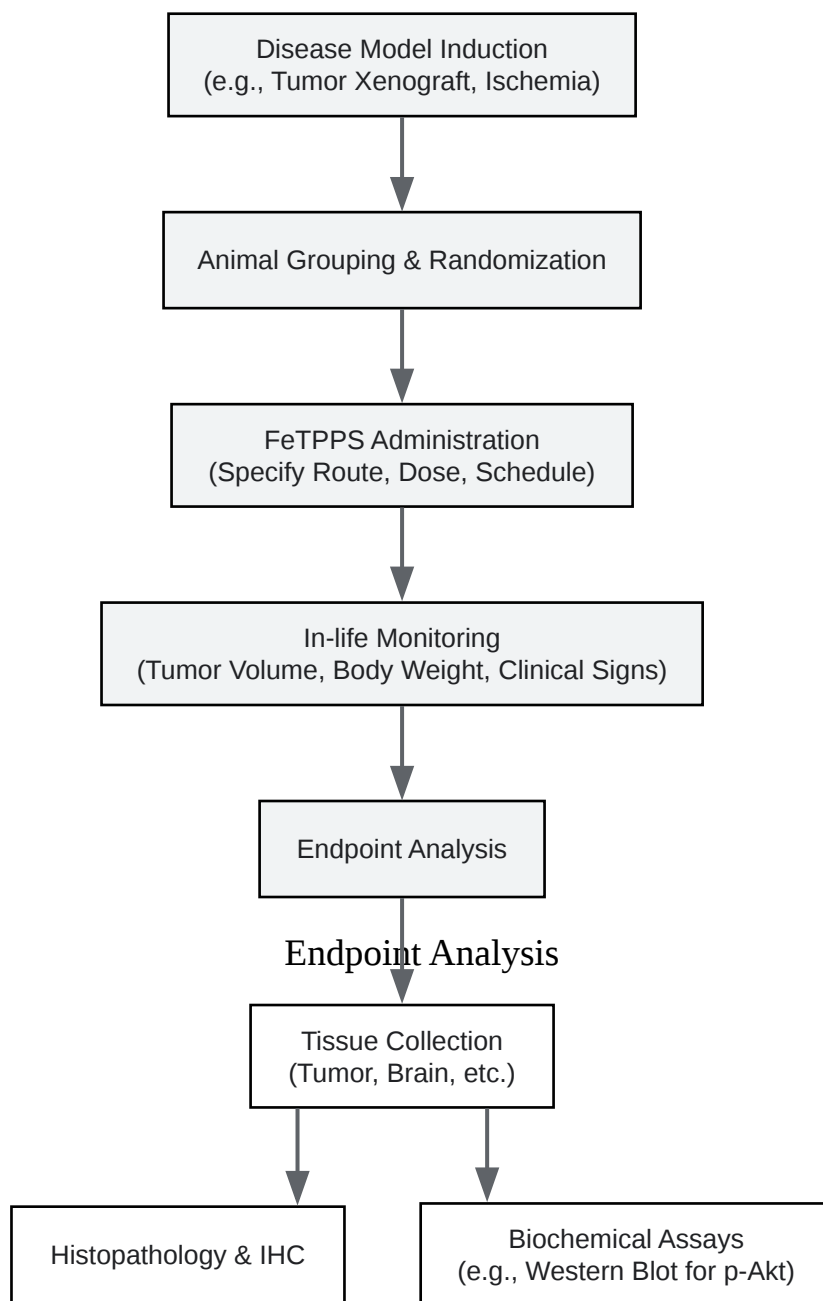 Disease Model Induction
(e.g., Tumor Xenograft, Ischemia)
Animal Grouping & Randomization
FeTPPS Administration
(Specify Route, Dose, Schedule)
In-life Monitoring
(Tumor Volume, Body Weight, Clinical Signs)
Endpoint Analysis
Endpoint Analysis
Tissue Collection
(Tumor, Brain, etc.)
Histopathology & IHC
Biochemical Assays
(e.g., Western Blot for p-Akt)